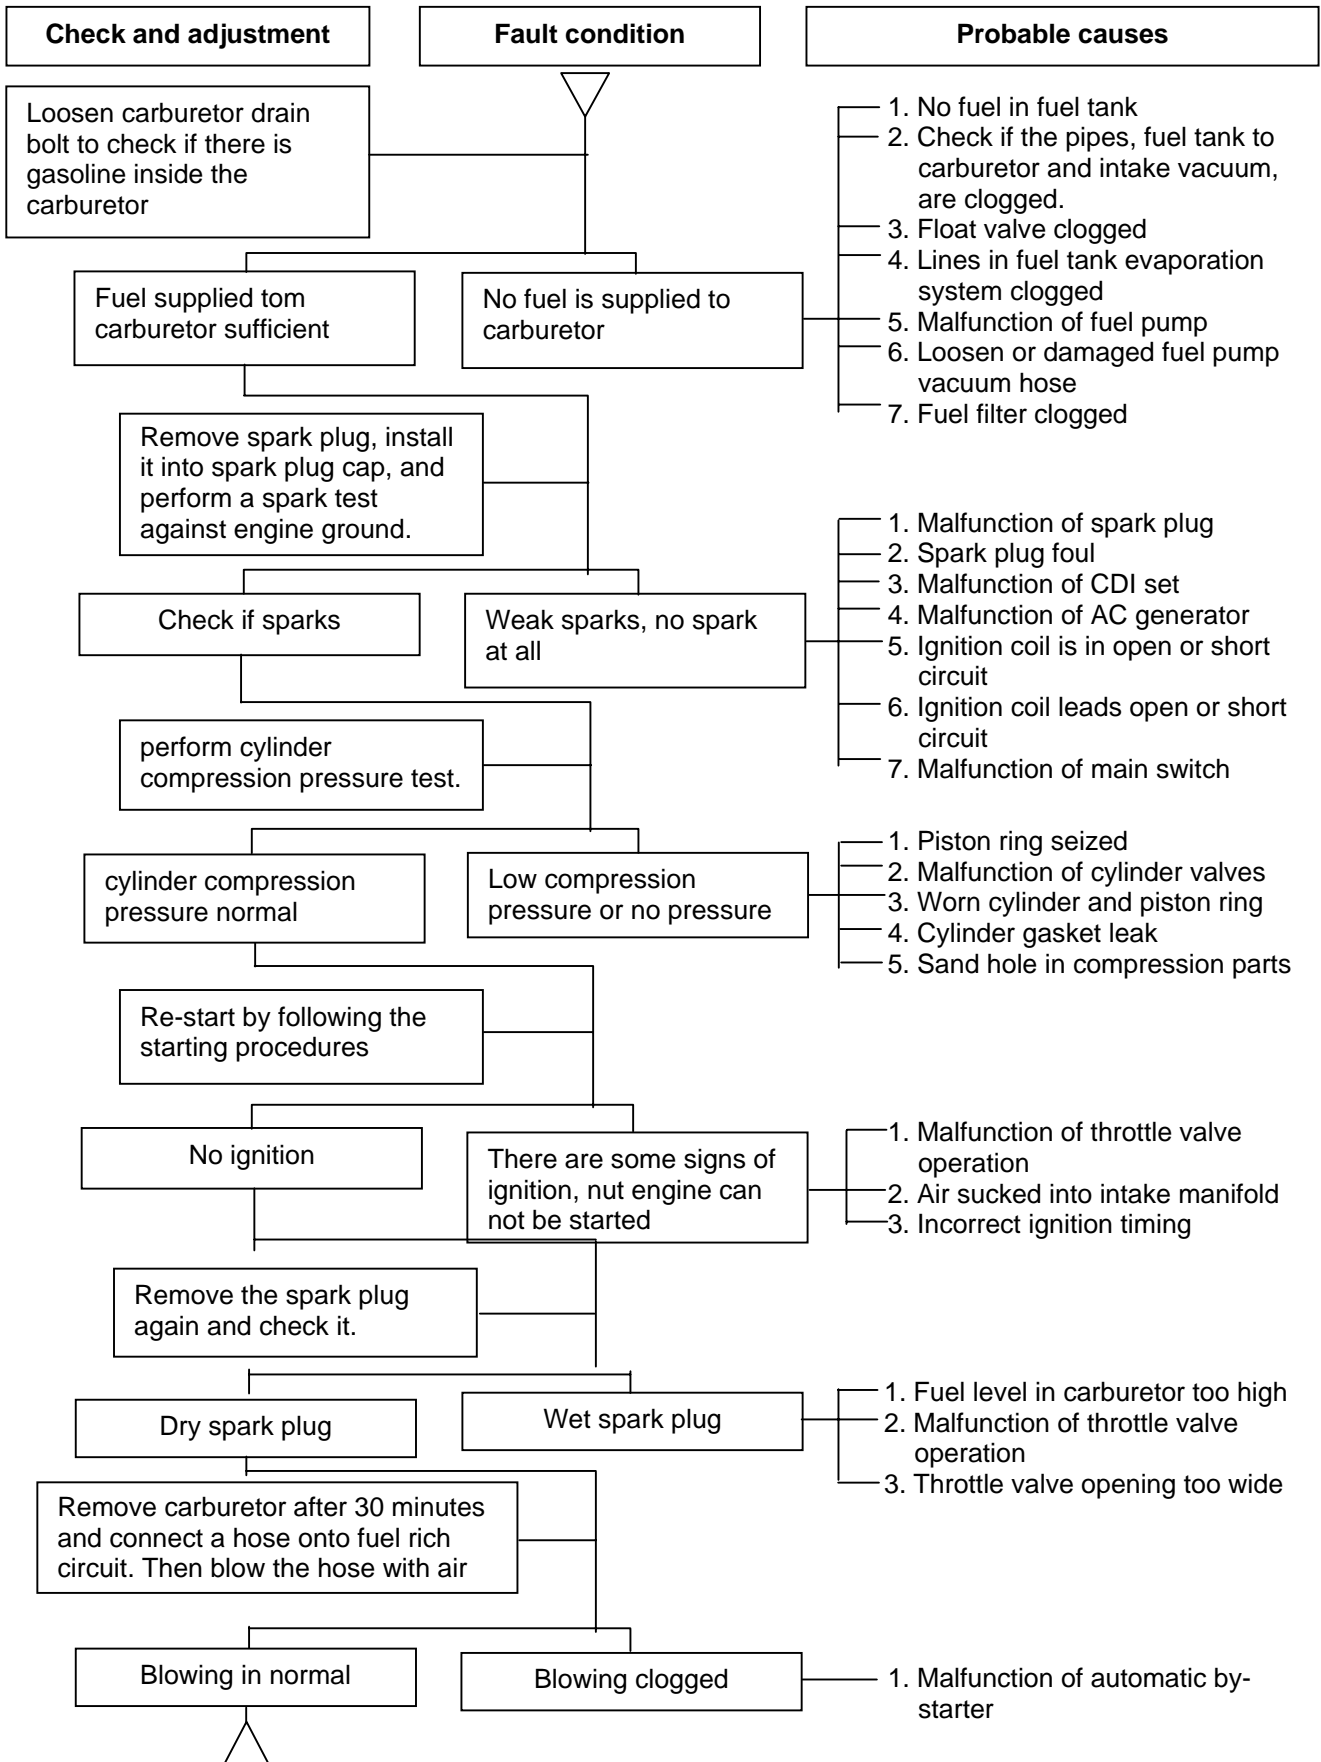 Check and adjustment
Fault condition
Probable causes
Loosen carburetor drain
bolt to check if there is
gasoline inside the
carburetor
1. No fuel in fuel tank
2. Check if the pipes, fuel tank to
carburetor and intake vacuum,
are clogged.
3. Float valve clogged
4. Lines in fuel tank evaporation
system clogged
5. Malfunction of fuel pump
6. Loosen or damaged fuel pump
vacuum hose
7. Fuel filter clogged
Fuel supplied tom
carburetor sufficient
No fuel is supplied to
carburetor
Remove spark plug, install
it into spark plug cap, and
perform a spark test
against engine ground.
Check if sparks
Weak sparks, no spark
at all
1. Malfunction of spark plug
2. Spark plug foul
3. Malfunction of CDI set
4. Malfunction of AC generator
5. Ignition coil is in open or short
circuit
6. Ignition coil leads open or short
circuit
7. Malfunction of main switch
perform cylinder
compression pressure test.
cylinder compression
pressure normal
Low compression
pressure or no pressure
1. Piston ring seized
2. Malfunction of cylinder valves
3. Worn cylinder and piston ring
4. Cylinder gasket leak
5. Sand hole in compression parts
Re-start by following the
starting procedures
No ignition
There are some signs of
ignition, nut engine can
not be started
1. Malfunction of throttle valve
operation
2. Air sucked into intake manifold
3. Incorrect ignition timing
Remove the spark plug
again and check it.
Dry spark plug
Wet spark plug
1. Fuel level in carburetor too high
2. Malfunction of throttle valve
operation
3. Throttle valve opening too wide
Remove carburetor after 30 minutes
and connect a hose onto fuel rich
circuit. Then blow the hose with air
Blowing in normal
Blowing clogged
1. Malfunction of automatic by-
starter